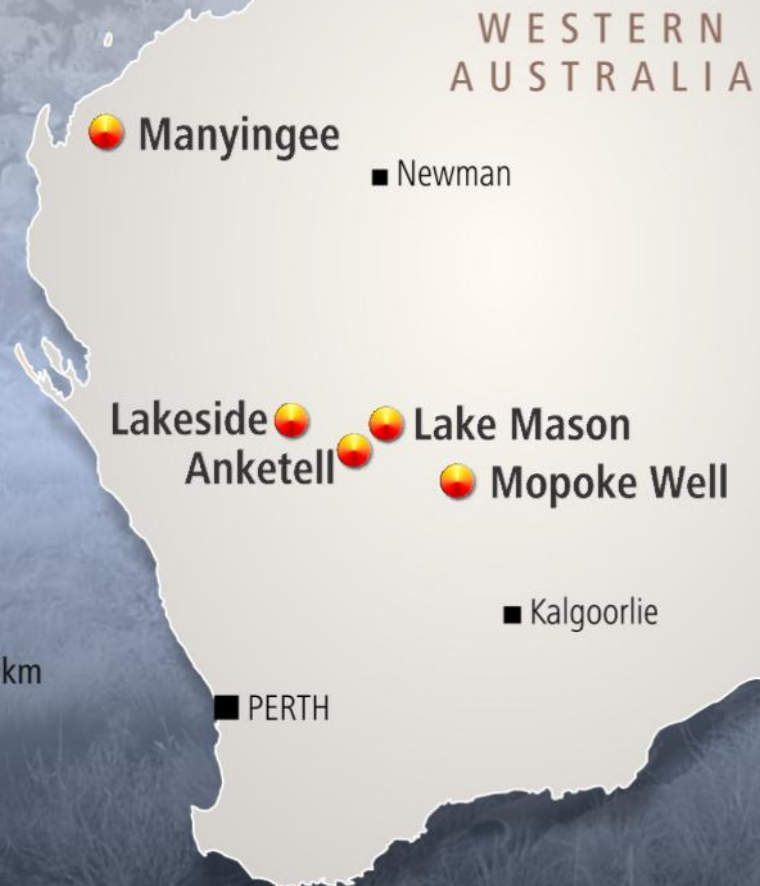 WESTERN
AUSTRALIA
Manyingee
Newman
Lakeside
Lake Mason
Anketell
Mopoke Well
Kalgoorlie
km
PERTH